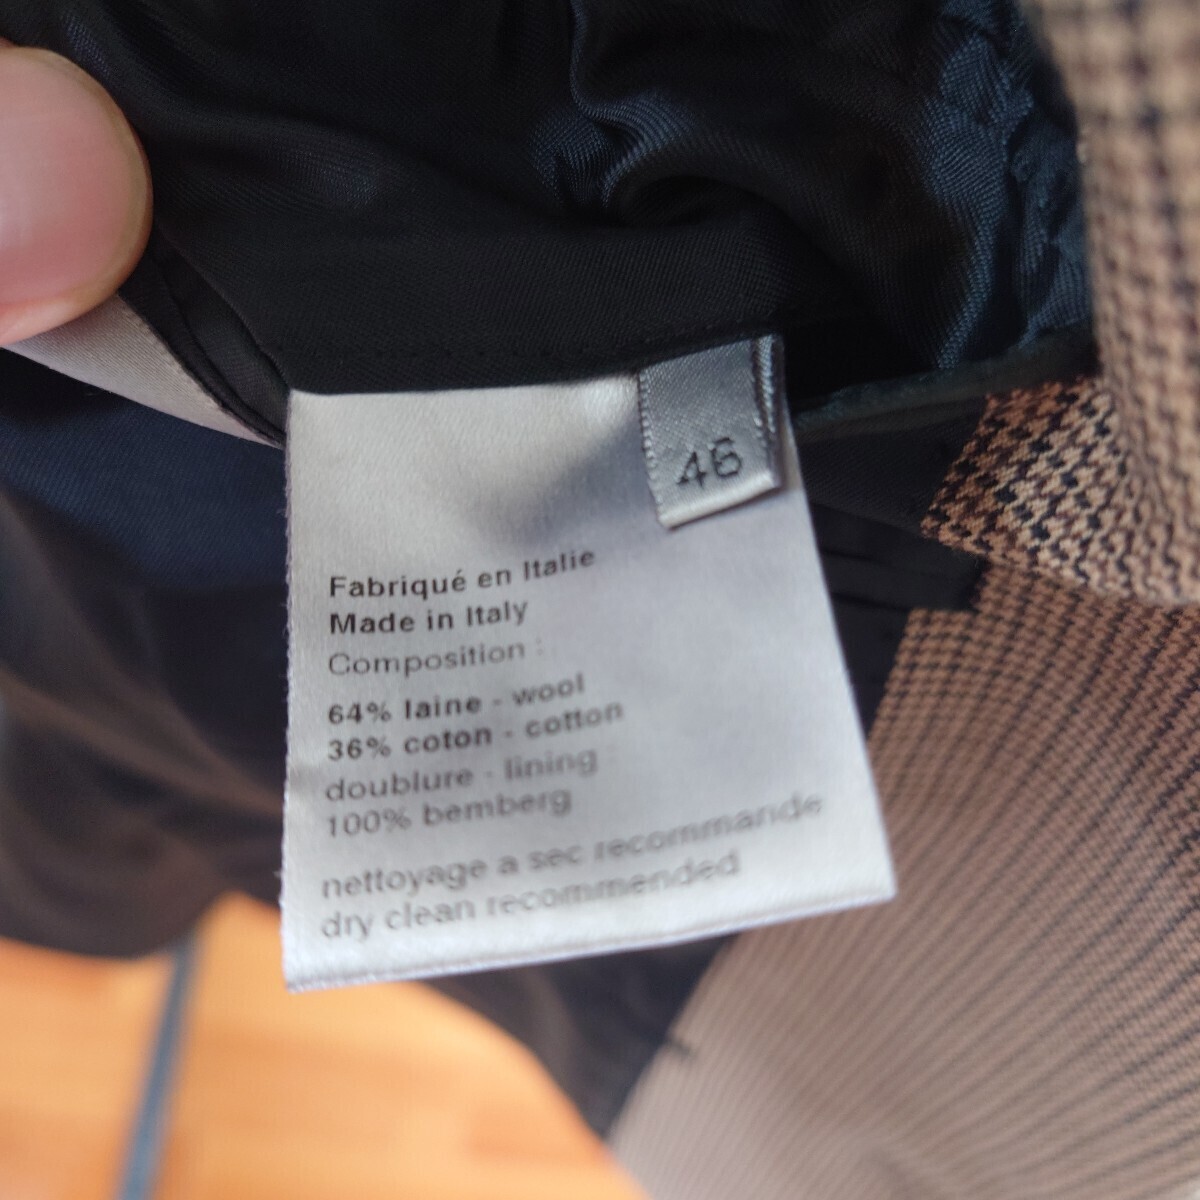 46
Fabriqué en Italie
Made in Italy
Composition :
64% laine - wool
36% coton - cotton
doublure - lining :
100% bemberg
nettoyage a sec recommande
dry clean recommended